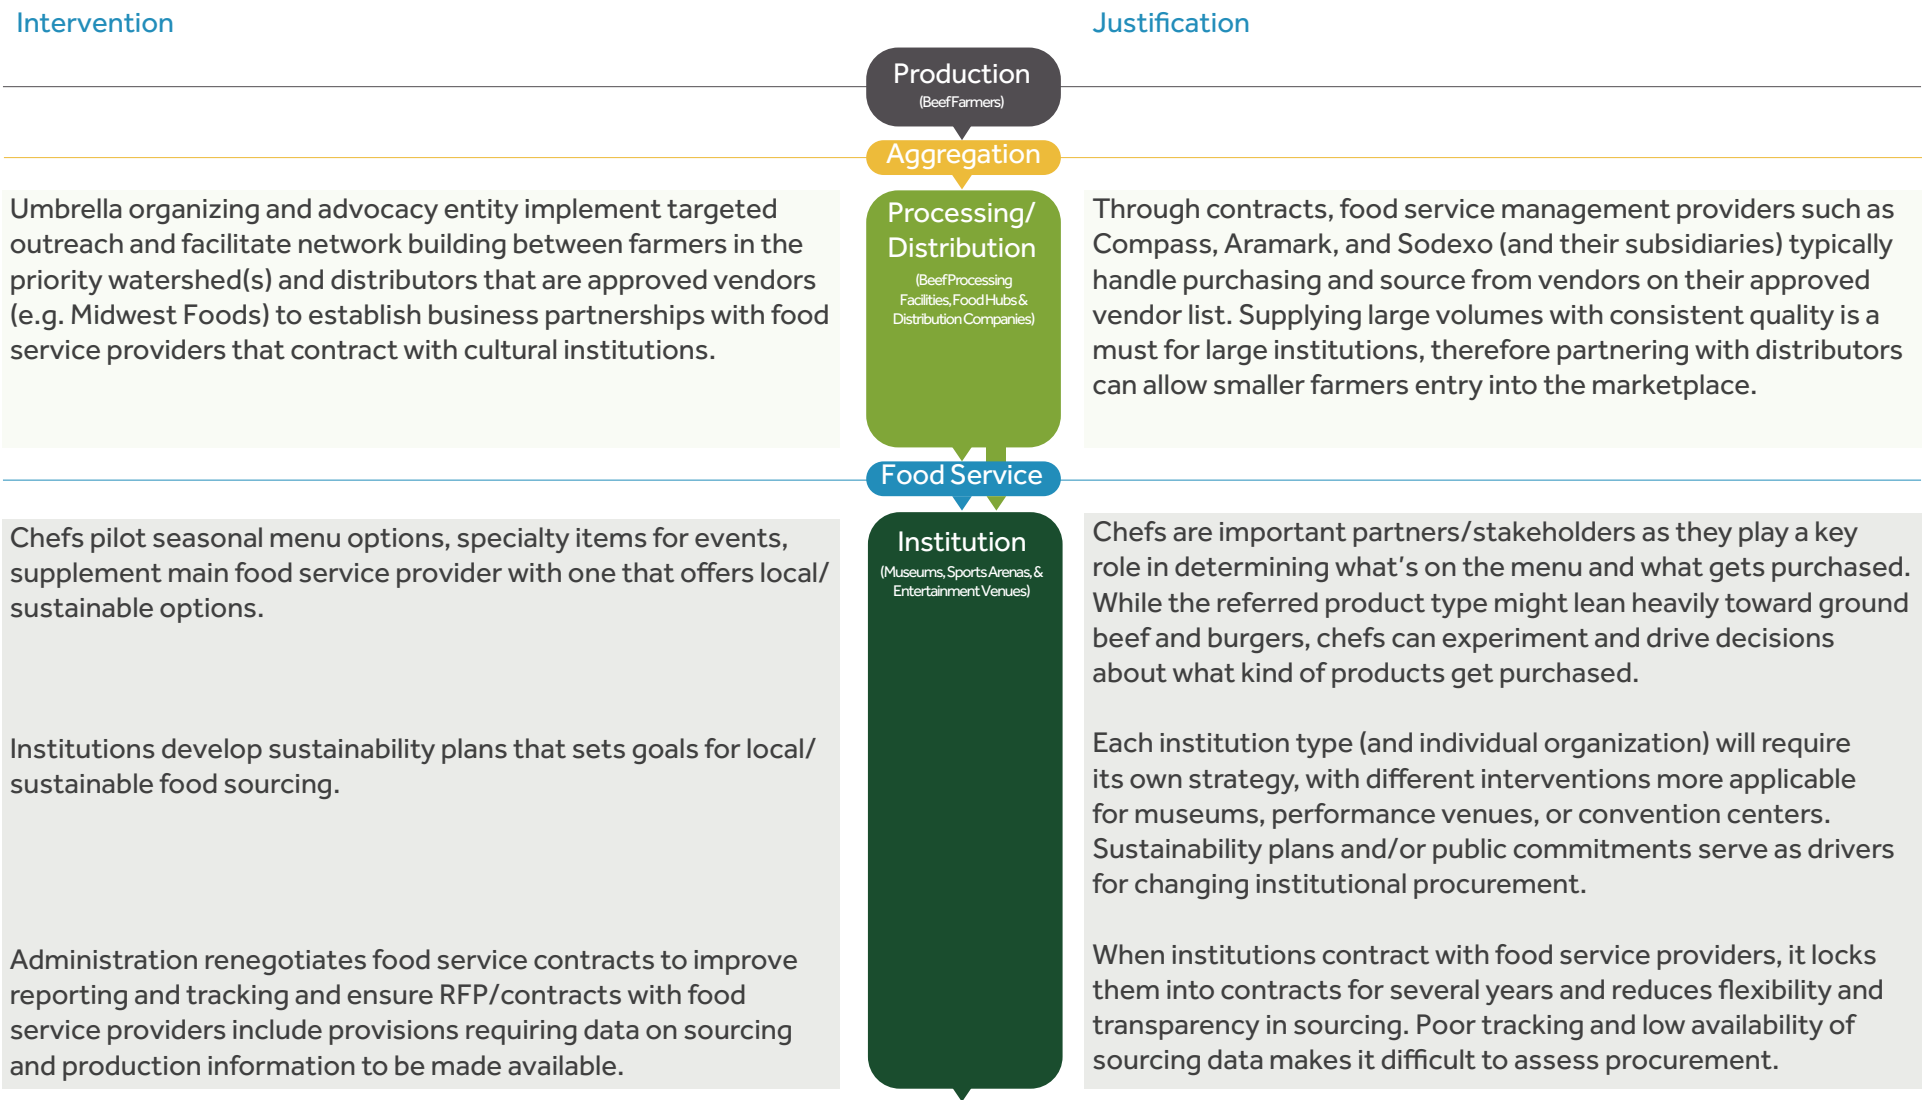 Intervention
Justification
Production
(Beef Farmers)
Aggregation
Umbrella organizing and advocacy entity implement targeted
outreach and facilitate network building between farmers in the
priority watershed(s) and distributors that are approved vendors
(e.g. Midwest Foods) to establish business partnerships with food
service providers that contract with cultural institutions.
Processing/
Distribution
(Beef Processing
Facilities, Food Hubs &
Distribution Companies)
Through contracts, food service management providers such as
Compass, Aramark, and Sodexo (and their subsidiaries) typically
handle purchasing and source from vendors on their approved
vendor list. Supplying large volumes with consistent quality is a
must for large institutions, therefore partnering with distributors
can allow smaller farmers entry into the marketplace.
Food Service
Chefs pilot seasonal menu options, specialty items for events,
supplement main food service provider with one that offers local/
sustainable options.
Institution
(Museums, Sports Arenas, &
Entertainment Venues)
Chefs are important partners/stakeholders as they play a key
role in determining what's on the menu and what gets purchased.
While the referred product type might lean heavily toward ground
beef and burgers, chefs can experiment and drive decisions
about what kind of products get purchased.
Institutions develop sustainability plans that sets goals for local/
sustainable food sourcing.
Each institution type (and individual organization) will require
its own strategy, with different interventions more applicable
for museums, performance venues, or convention centers.
Sustainability plans and/or public commitments serve as drivers
for changing institutional procurement.
Administration renegotiates food service contracts to improve
reporting and tracking and ensure RFP/contracts with food
service providers include provisions requiring data on sourcing
and production information to be made available.
When institutions contract with food service providers, it locks
them into contracts for several years and reduces flexibility and
transparency in sourcing. Poor tracking and low availability of
sourcing data makes it difficult to assess procurement.